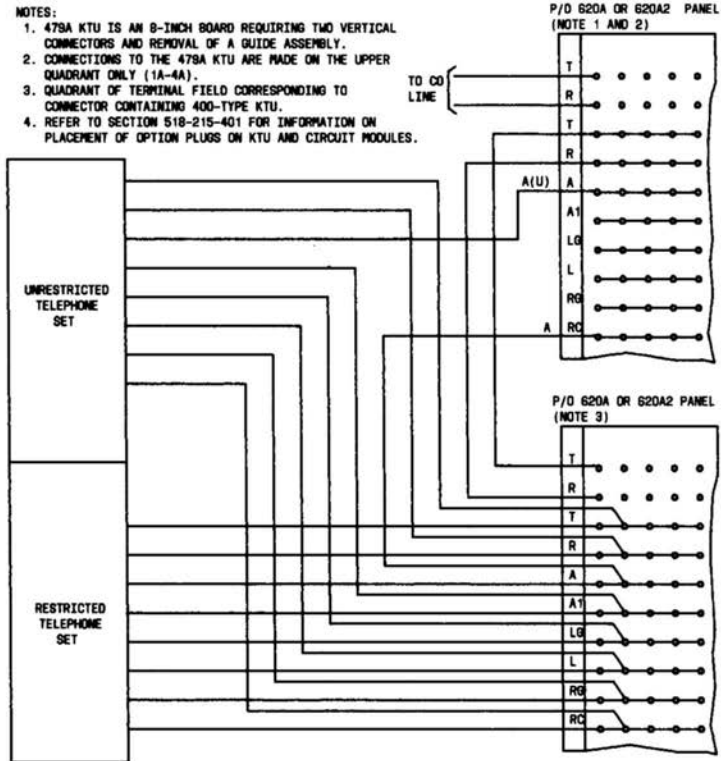 NOTES:
1. 479A KTU IS AN 8-INCH BOARD REQUIRING TWO VERTICAL
CONNECTORS AND REMOVAL OF A GUIDE ASSEMBLY.
2. CONNECTIONS TO THE 479A KTU ARE MADE ON THE UPPER
QUADRANT ONLY (1A-4A).
3. QUADRANT OF TERMINAL FIELD CORRESPONDING TO
CONNECTOR CONTAINING 400-TYPE KTU.
4. REFER TO SECTION 518-215-401 FOR INFORMATION ON
PLACEMENT OF OPTION PLUGS ON KTU AND CIRCUIT MODULES.
P/O 620A OR 620A2 PANEL
(NOTE 1 AND 2)
TO CO
LINE
T
R
T
R
A(U) A
A1
LG
L
RG
A RC
UNRESTRICTED
TELEPHONE
SET
RESTRICTED
TELEPHONE
SET
P/O 620A OR 620A2 PANEL
(NOTE 3)
T
R
T
R
A
A1
LG
L
RG
RC